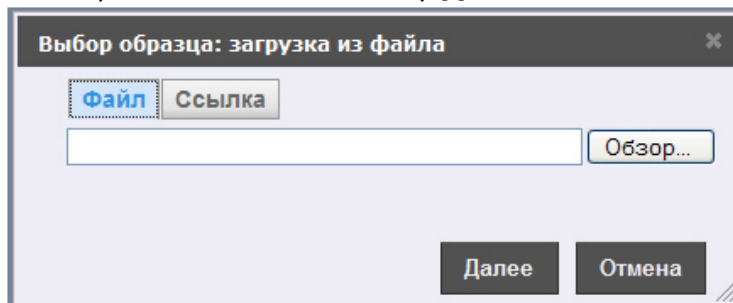 Выбор образца: загрузка из файла
Файл Ссылка
Обзор...
Далее Отмена